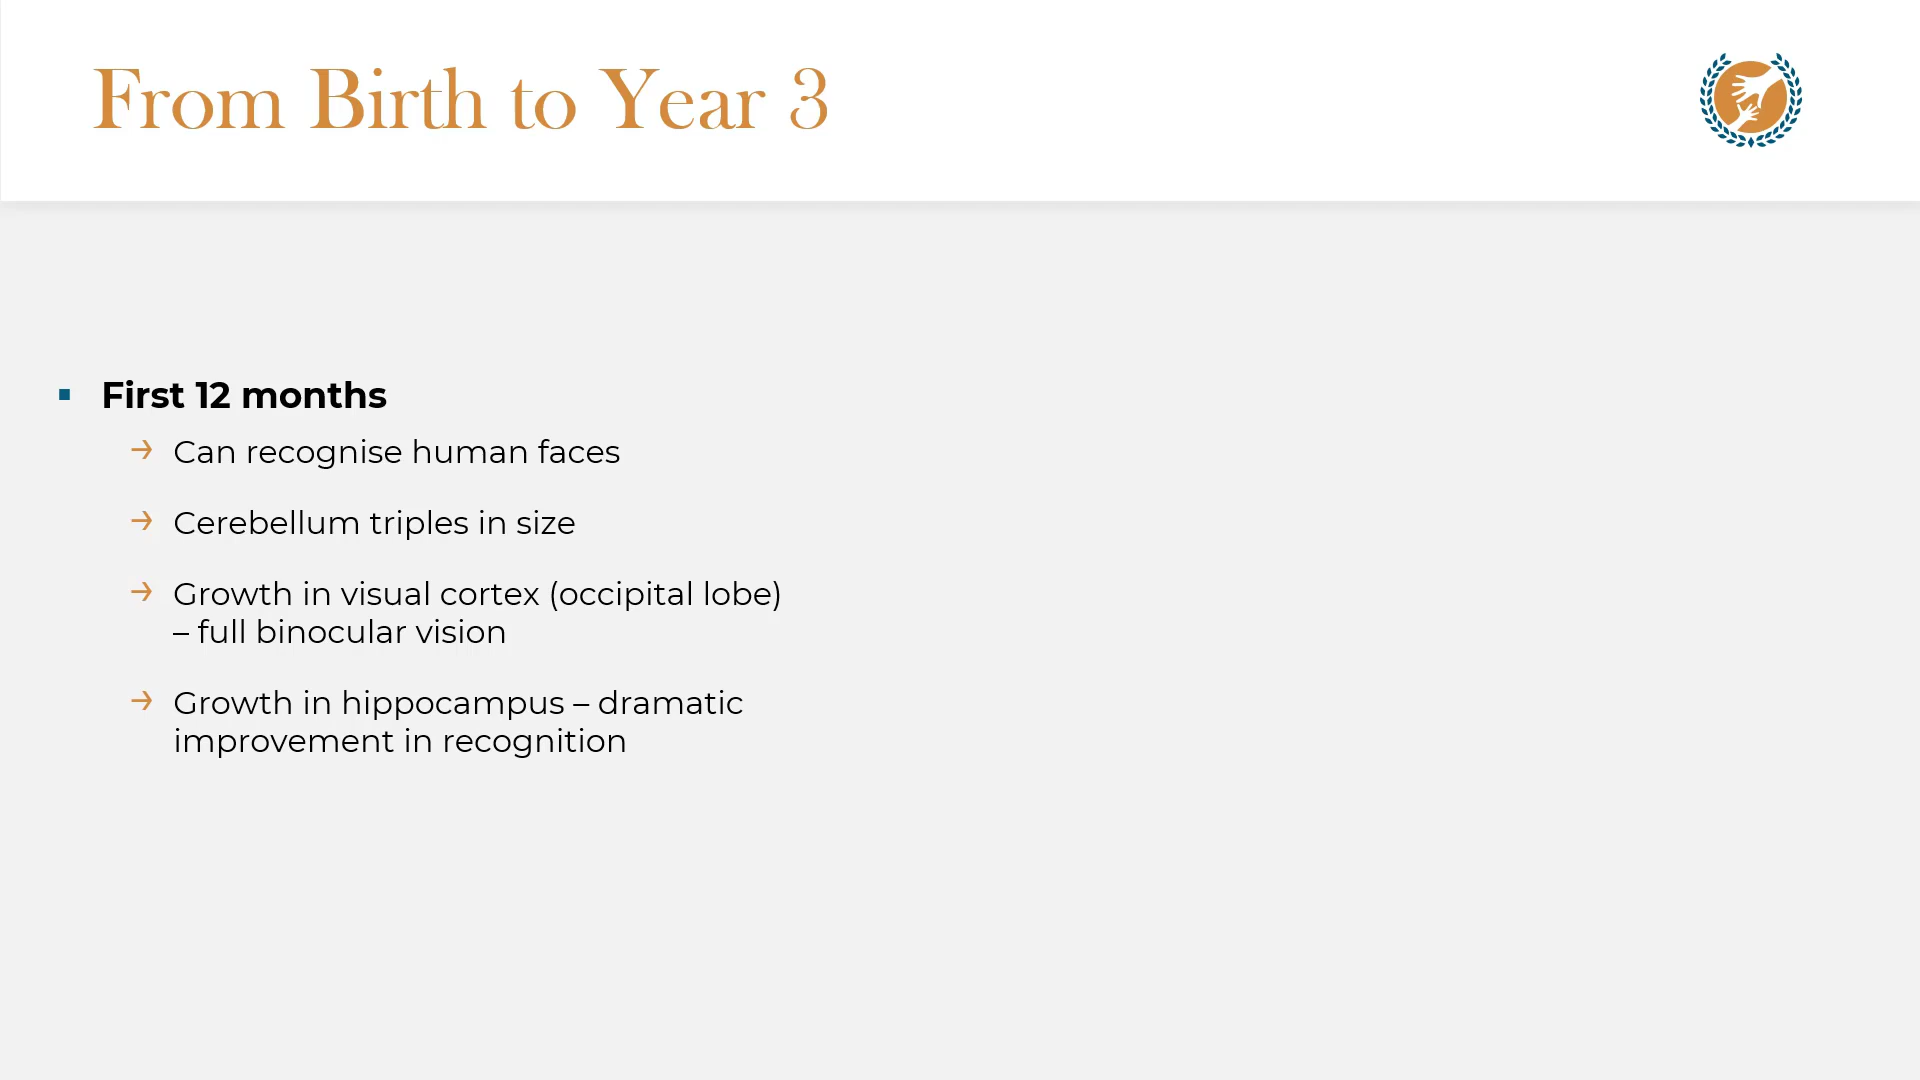 From Birth to Year 3
▪ First 12 months
→ Can recognise human faces
→ Cerebellum triples in size
→ Growth in visual cortex (occipital lobe)
– full binocular vision
→ Growth in hippocampus – dramatic
improvement in recognition